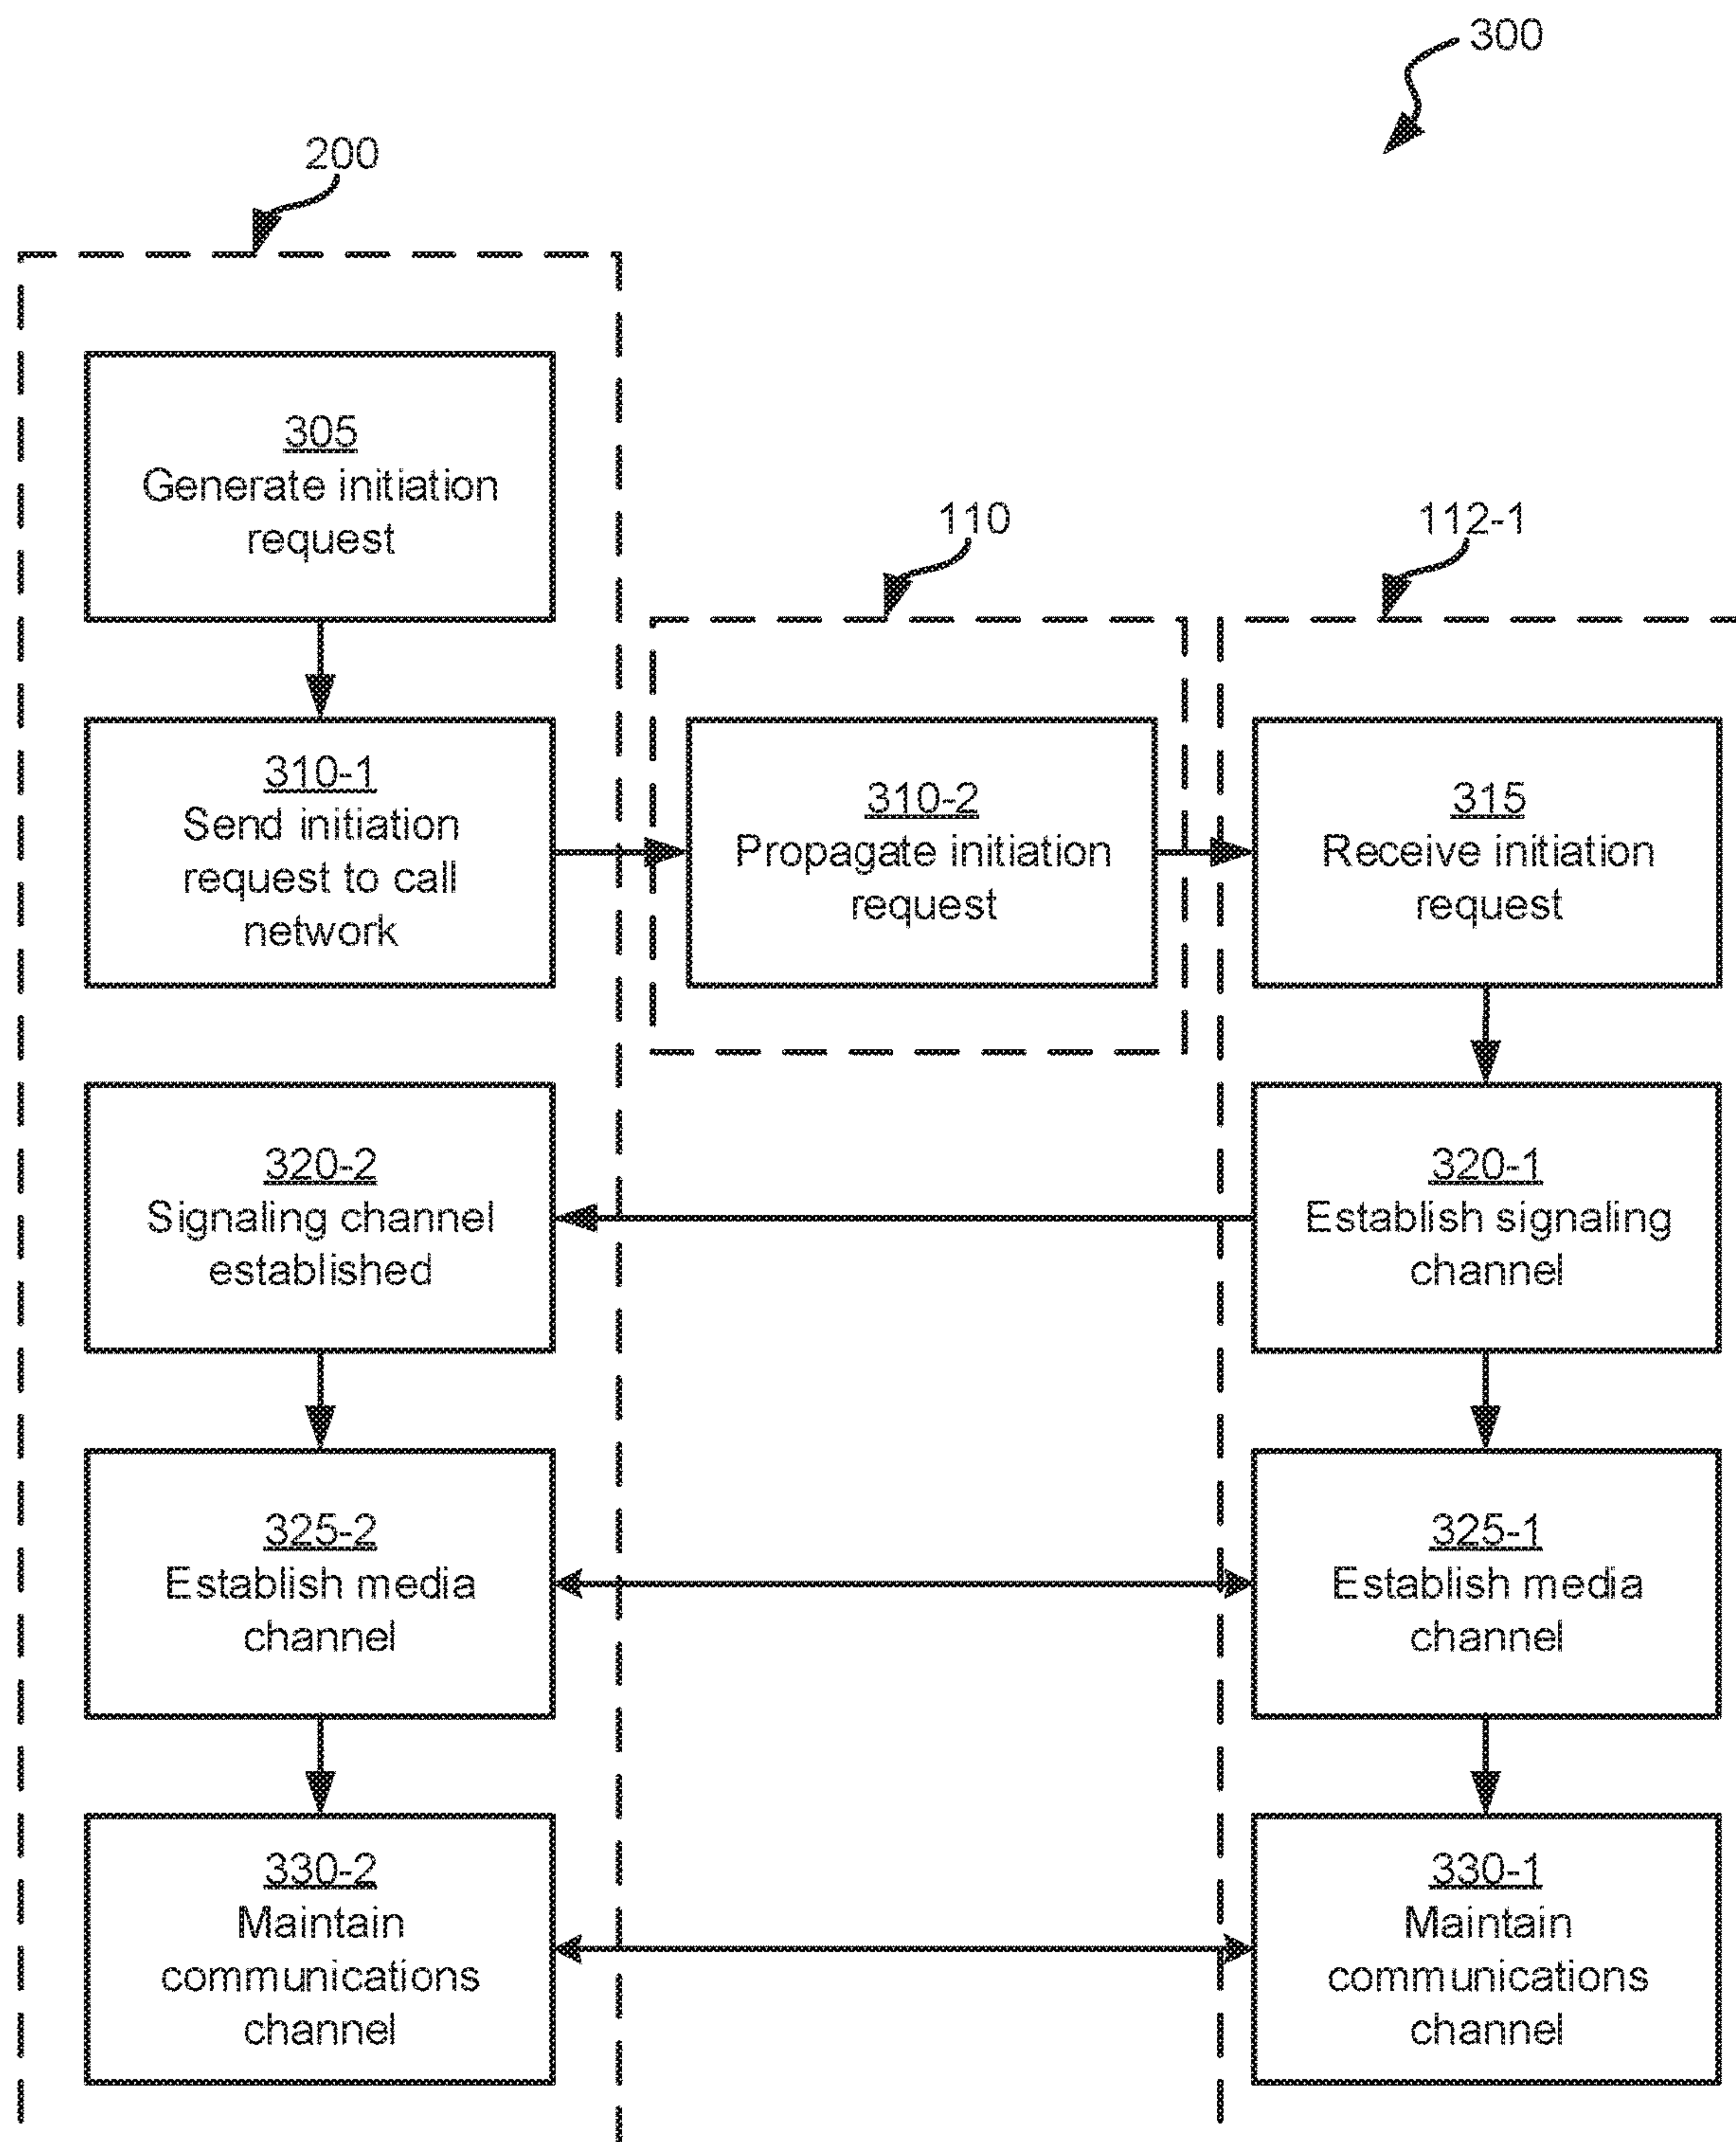 300
200
305
Generate initiation
request
110
112-1
310-1
Send initiation
request to call
network
310-2
Propagate initiation
request
315
Receive initiation
request
320-2
Signaling channel
established
320-1
Establish signaling
channel
325-2
Establish media
channel
325-1
Establish media
channel
330-2
Maintain
communications
channel
330-1
Maintain
communications
channel